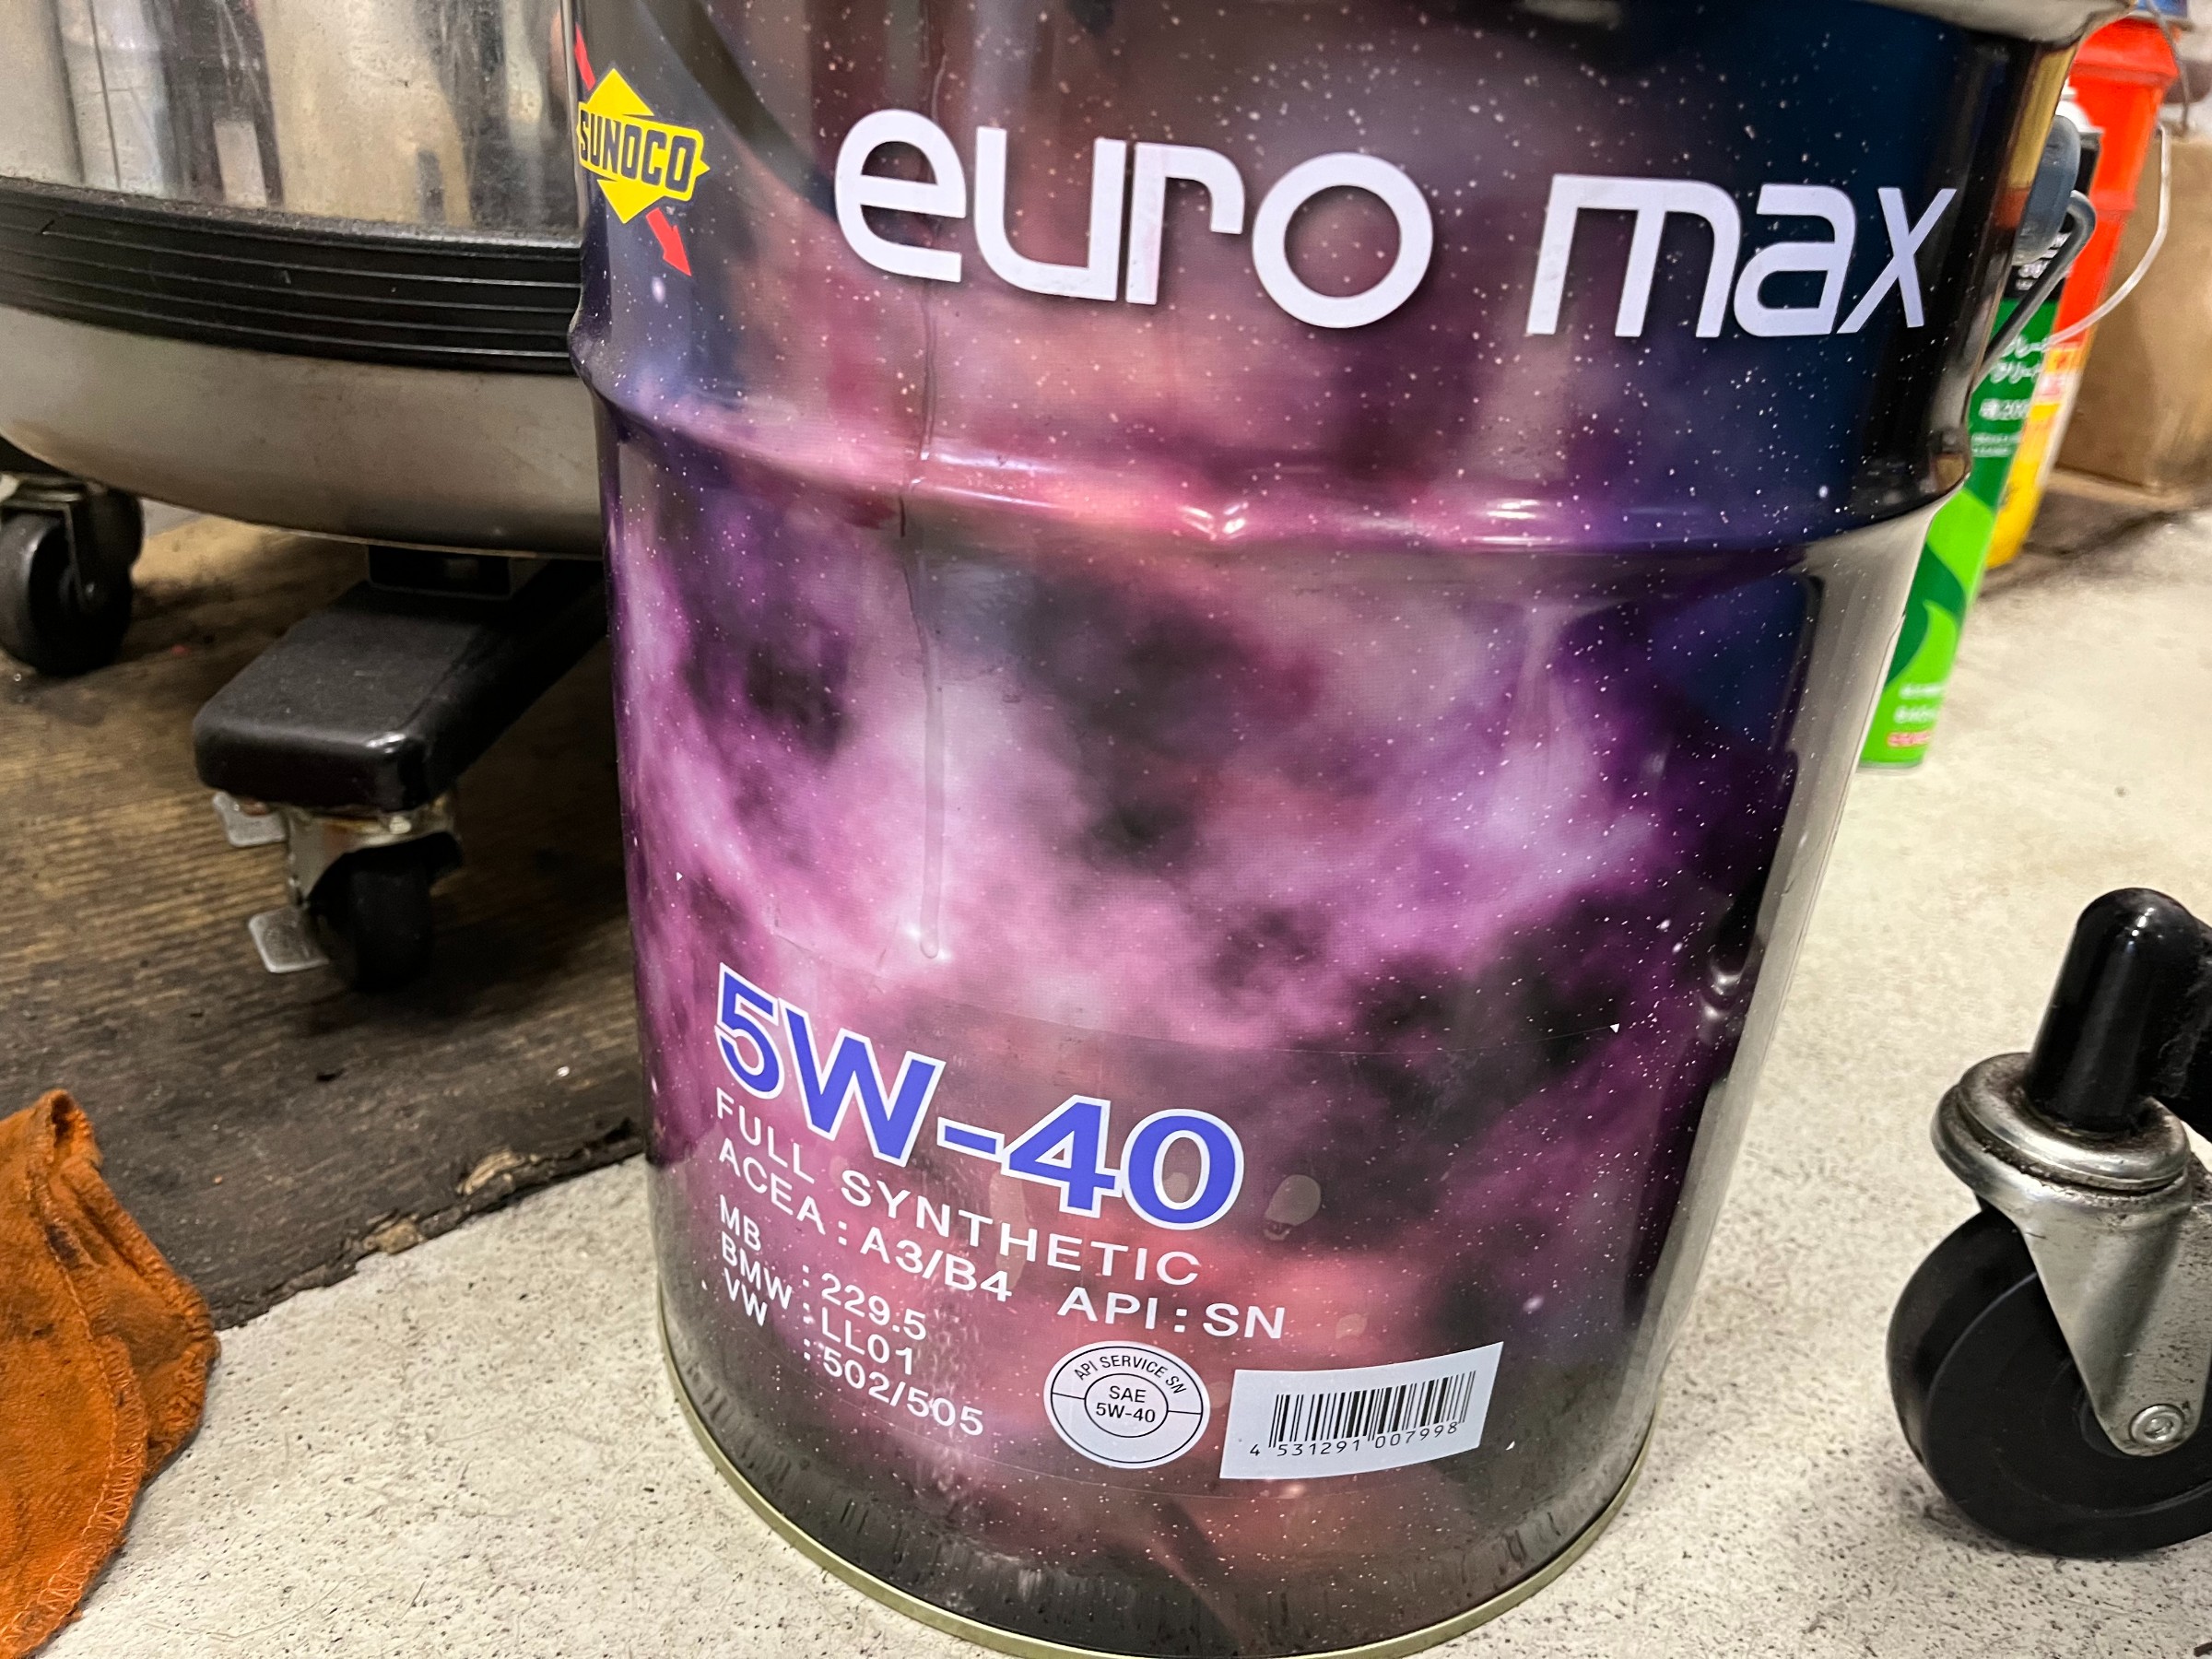 SUNOCO
euro max
5W-40
FULL SYNTHETIC
ACEA : A3/B4 API : SN
MB : 229.5
BMW : LL01
VW : 502/505
API SERVICE SN
SAE
5W-40
4 531291 007998